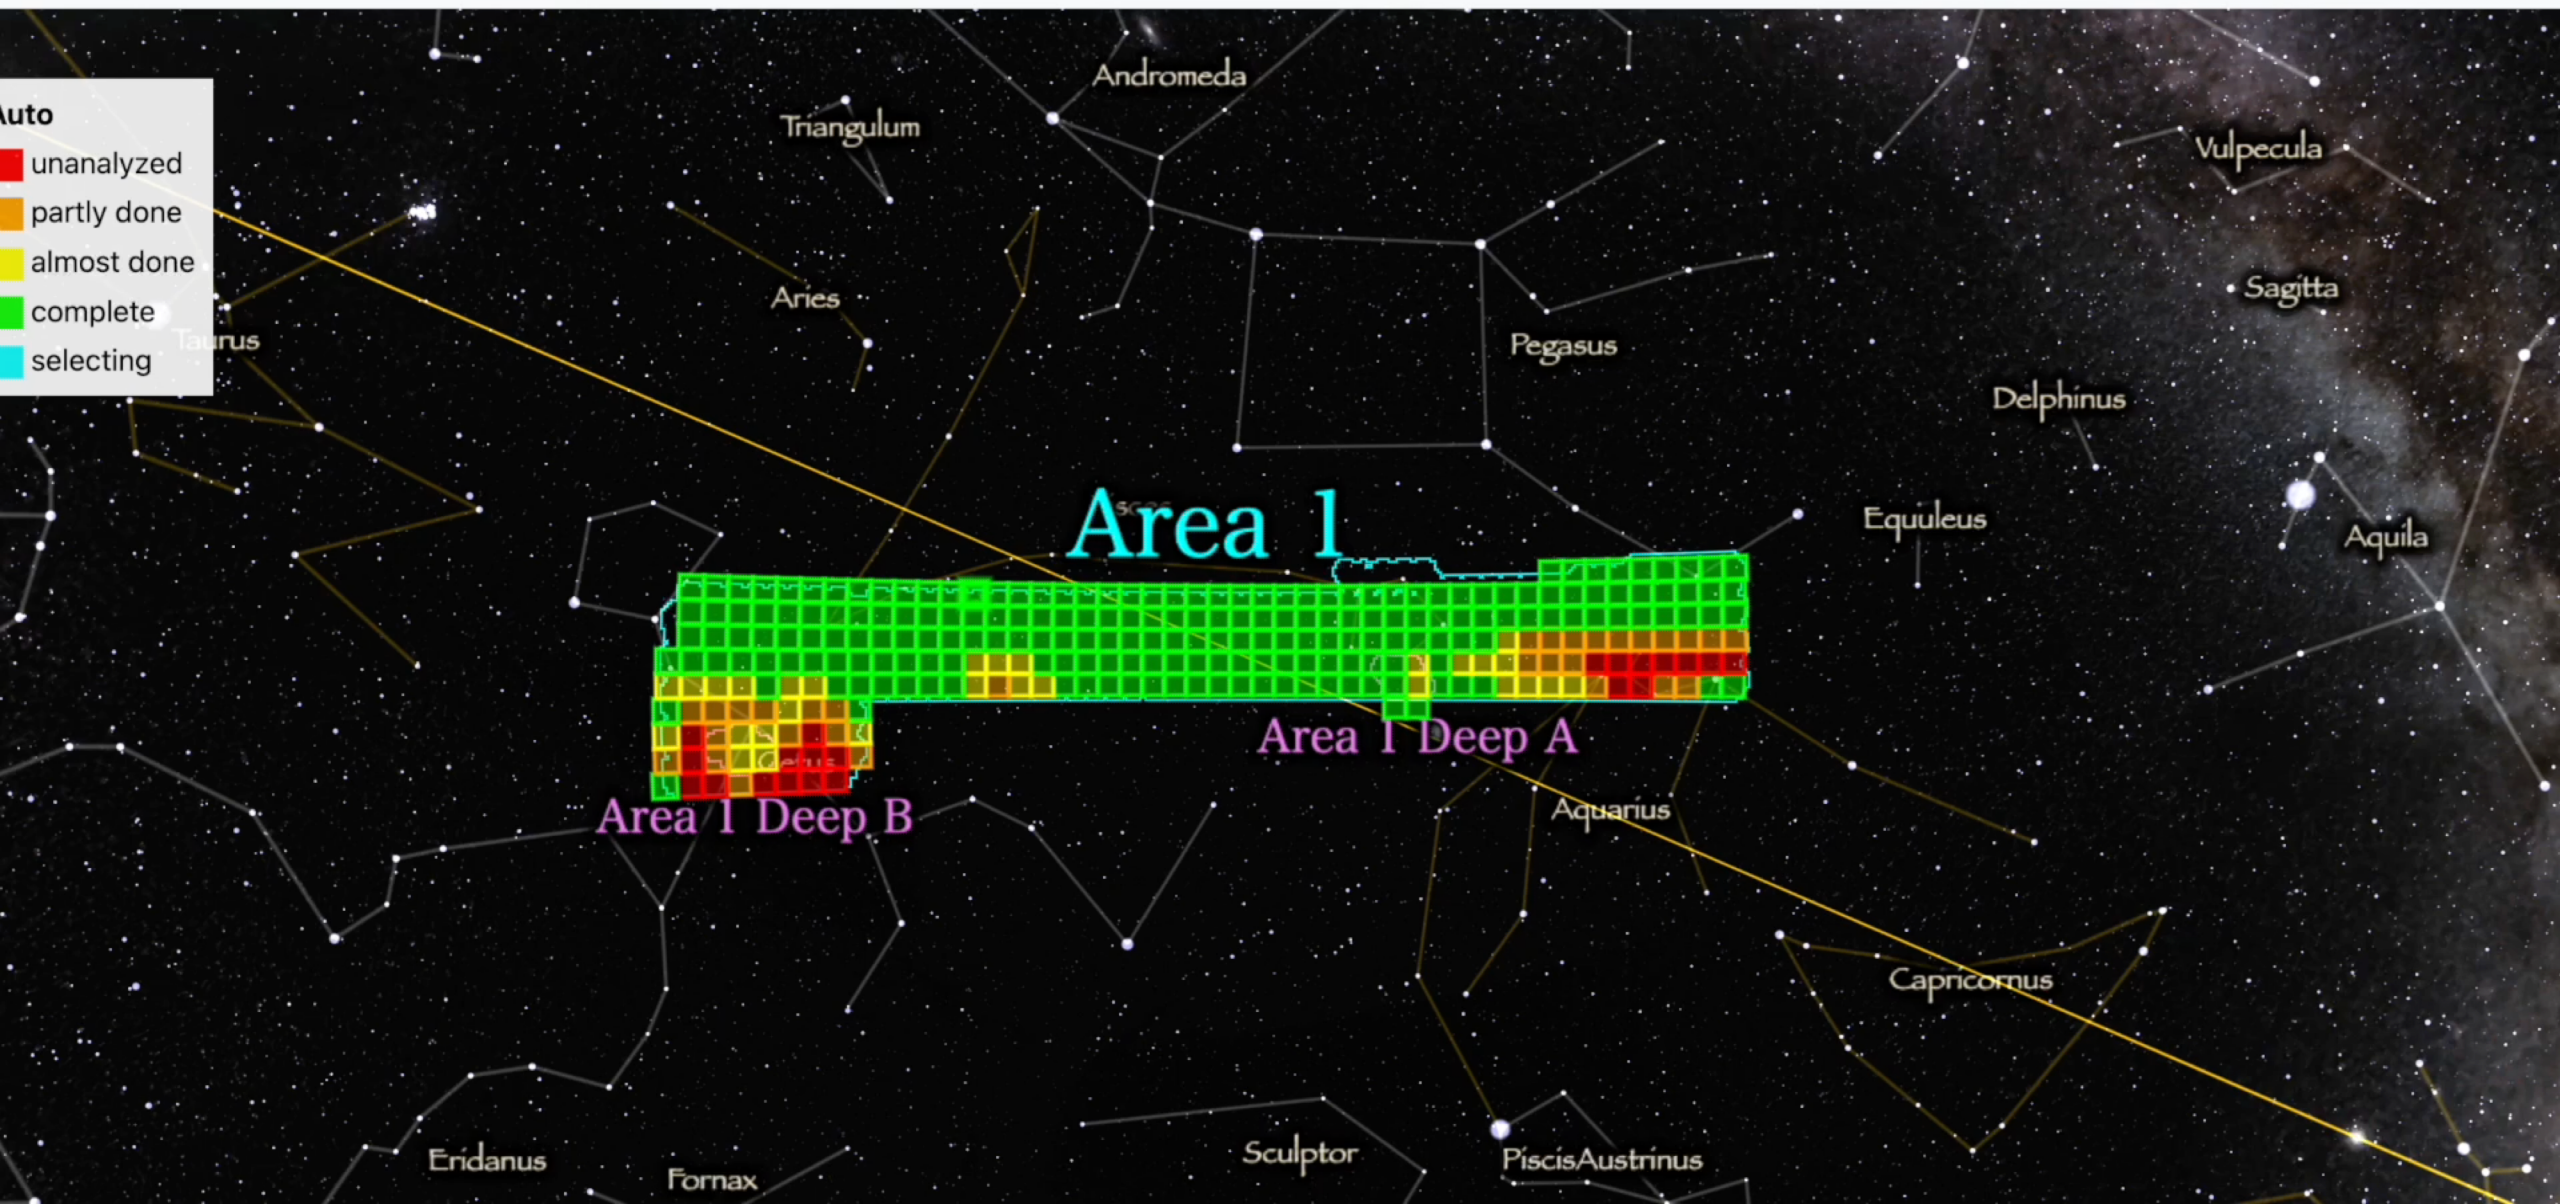 Andromeda
Auto
Triangulum
Vulpecula
unanalyzed
partly done
almost done
Sagitta
Aries
complete
Taurus
Pegasus
selecting
Delphinus
Area 1
Equuleus
Aquila
Area 1 Deep A
Cetus
Area 1 Deep B
Aquarius
Capricornus
Eridanus
Sculptor
PiscisAustrinus
Fornax